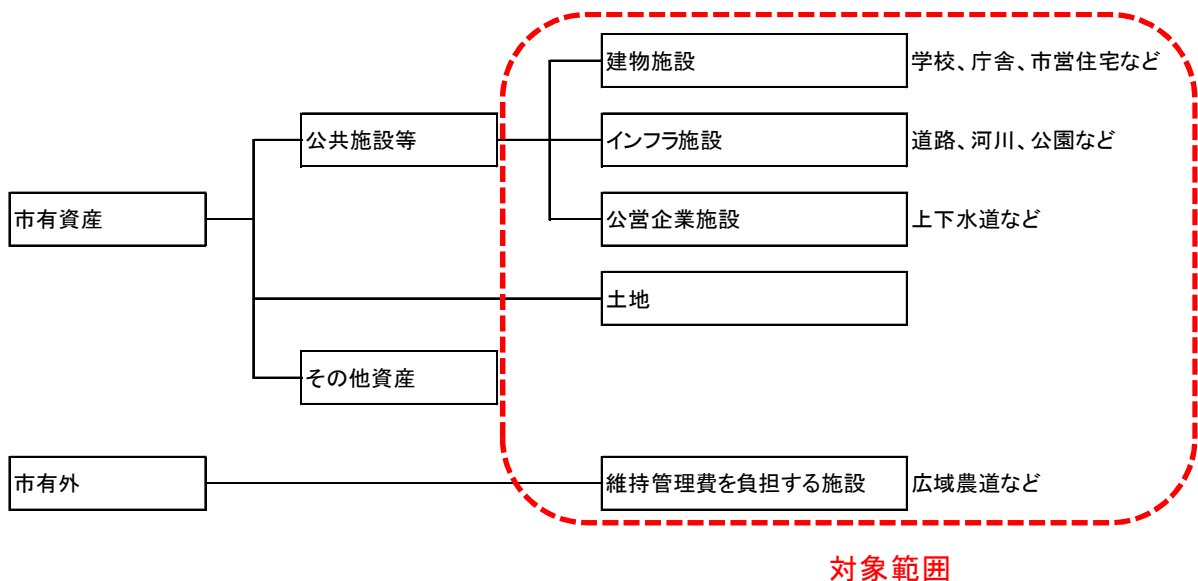 建物施設
学校、庁舎、市営住宅など
公共施設等
インフラ施設
道路、河川、公園など
市有資産
公営企業施設
上下水道など
土地
その他資産
市有外
維持管理費を負担する施設
広域農道など
対象範囲